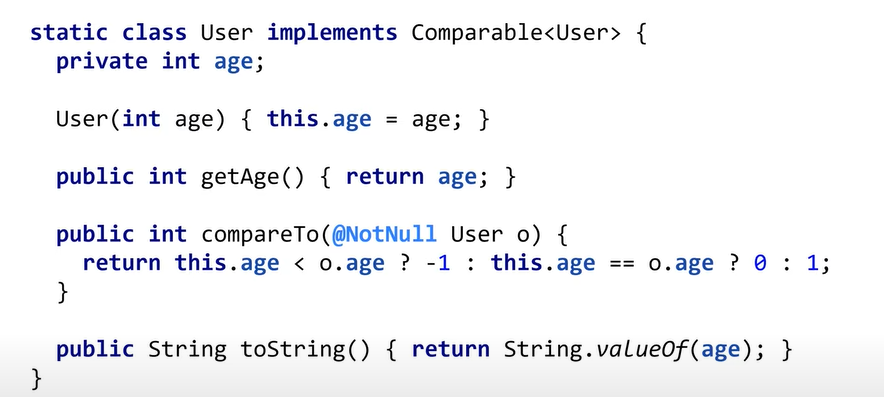 static class User implements Comparable<User> {
private int age;
User(int age) { this.age = age; }
public int getAge() { return age; }
public int compareTo(@NotNull User o) {
return this.age < o.age ? -1 : this.age == o.age ? 0 : 1;
}
public String toString() { return String.valueOf(age); }
}